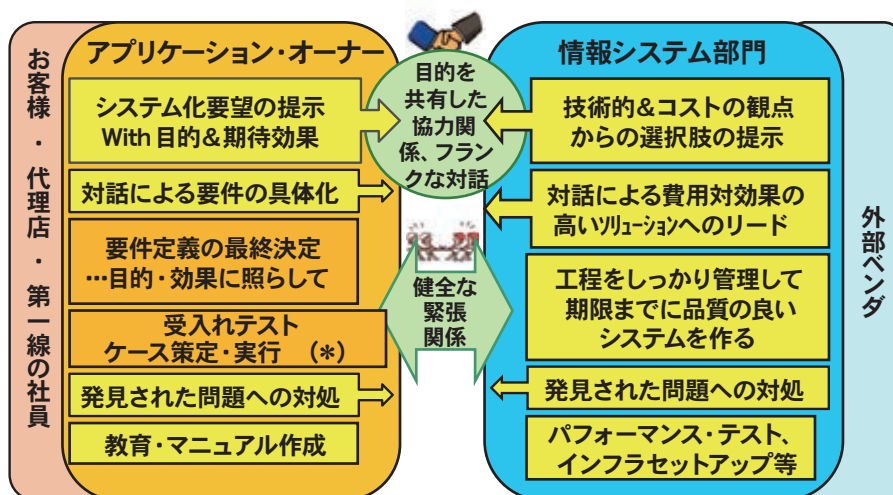 お客様・代理店・第一線の社員
アプリケーション・オーナー
システム化要望の提示
With 目的&期待効果
対話による要件の具体化
要件定義の最終決定
…目的・効果に照らして
受入れテスト
ケース策定・実行 (*)
発見された問題への対処
教育・マニュアル作成
目的を
共有した
協力関
係、フラン
クな対話
健全な
緊張
関係
情報システム部門
技術的&コストの観点
からの選択肢の提示
対話による費用対効果の
高いソリューションへのリード
工程をしっかり管理して
期限までに品質の良い
システムを作る
発見された問題への対処
パフォーマンス・テスト、
インフラセットアップ等
外部ベンダ